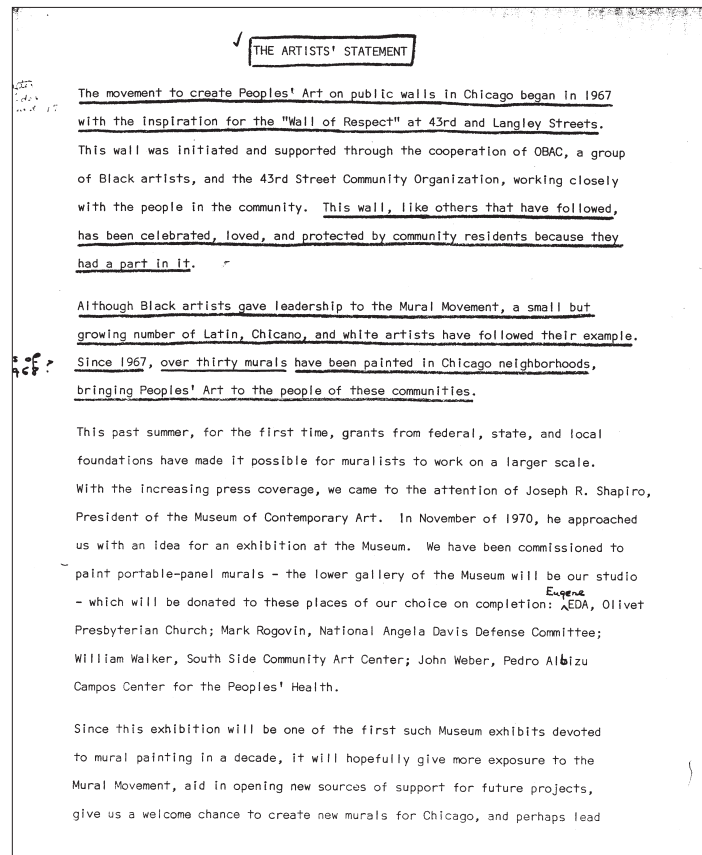 THE ARTISTS' STATEMENT
The movement to create Peoples' Art on public walls in Chicago began in 1967
with the inspiration for the "Wall of Respect" at 43rd and Langley Streets.
This wall was initiated and supported through the cooperation of OBAC, a group
of Black artists, and the 43rd Street Community Organization, working closely
with the people in the community. This wall, like others that have followed,
has been celebrated, loved, and protected by community residents because they
had a part in it.
Although Black artists gave leadership to the Mural Movement, a small but
growing number of Latin, Chicano, and white artists have followed their example.
Since 1967, over thirty murals have been painted in Chicago neighborhoods,
bringing Peoples' Art to the people of these communities.
This past summer, for the first time, grants from federal, state, and local
foundations have made it possible for muralists to work on a larger scale.
With the increasing press coverage, we came to the attention of Joseph R. Shapiro,
President of the Museum of Contemporary Art. In November of 1970, he approached
us with an idea for an exhibition at the Museum. We have been commissioned to
paint portable-panel murals - the lower gallery of the Museum will be our studio
- which will be donated to these places of our choice on completion: Eugene EDA, Olivet
Presbyterian Church; Mark Rogovin, National Angela Davis Defense Committee;
William Walker, South Side Community Art Center; John Weber, Pedro Albizu
Campos Center for the Peoples' Health.
Since this exhibition will be one of the first such Museum exhibits devoted
to mural painting in a decade, it will hopefully give more exposure to the
Mural Movement, aid in opening new sources of support for future projects,
give us a welcome chance to create new murals for Chicago, and perhaps lead